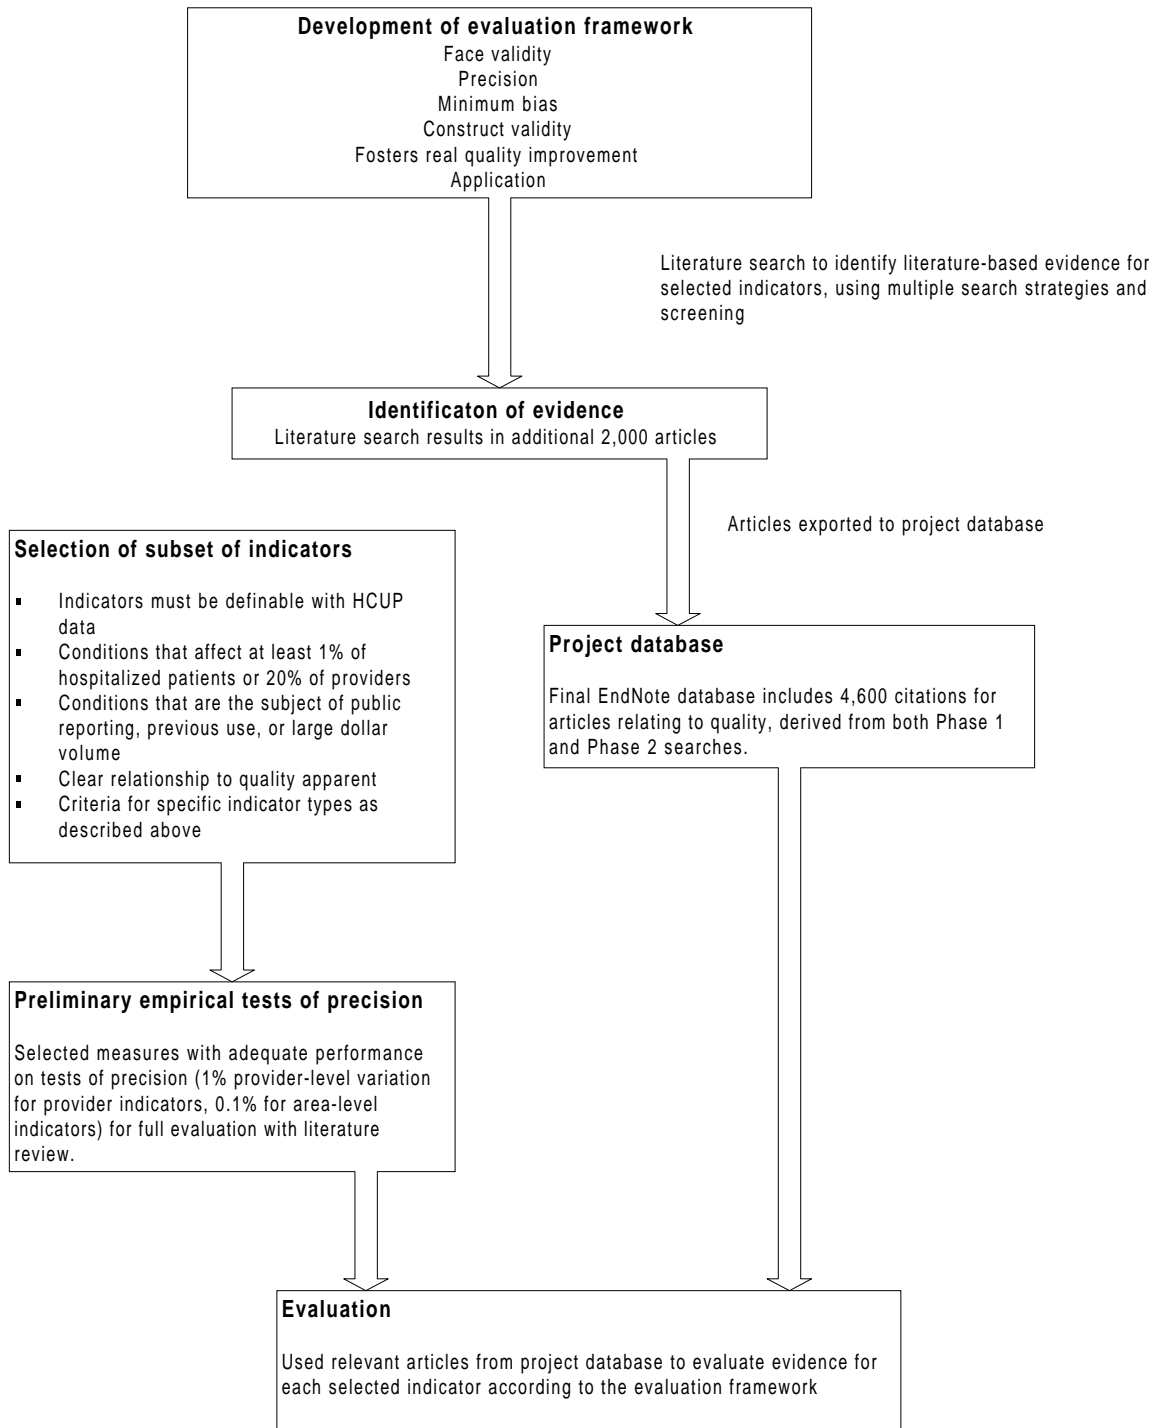 Development of evaluation framework
Face validity
Precision
Minimum bias
Construct validity
Fosters real quality improvement
Application
Literature search to identify literature-based evidence for
selected indicators, using multiple search strategies and
screening
Identificaton of evidence
Literature search results in additional 2,000 articles
Articles exported to project database
Selection of subset of indicators
▪ Indicators must be definable with HCUP
data
▪ Conditions that affect at least 1% of
hospitalized patients or 20% of providers
▪ Conditions that are the subject of public
reporting, previous use, or large dollar
volume
▪ Clear relationship to quality apparent
▪ Criteria for specific indicator types as
described above
Project database
Final EndNote database includes 4,600 citations for
articles relating to quality, derived from both Phase 1
and Phase 2 searches.
Preliminary empirical tests of precision
Selected measures with adequate performance
on tests of precision (1% provider-level variation
for provider indicators, 0.1% for area-level
indicators) for full evaluation with literature
review.
Evaluation
Used relevant articles from project database to evaluate evidence for
each selected indicator according to the evaluation framework